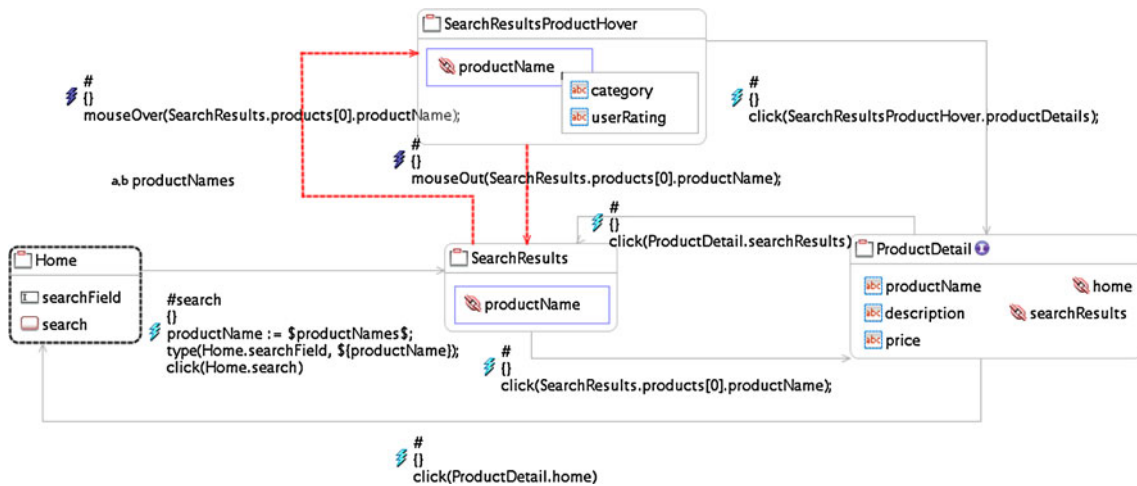 SearchResultsProductHover
productName
category
userRating
#
{}
mouseOver(SearchResults.products[0].productName);
#
{}
click(SearchResultsProductHover.productDetails);
#
{}
mouseOut(SearchResults.products[0].productName);
a,b productNames
#
{}
click(ProductDetail.searchResults)
Home
searchField
search
SearchResults
productName
ProductDetail I
productName
home
description
searchResults
price
#search
{}
productName := $productNames$;
type(Home.searchField, ${productName});
click(Home.search)
#
{}
click(SearchResults.products[0].productName);
#
{}
click(ProductDetail.home)